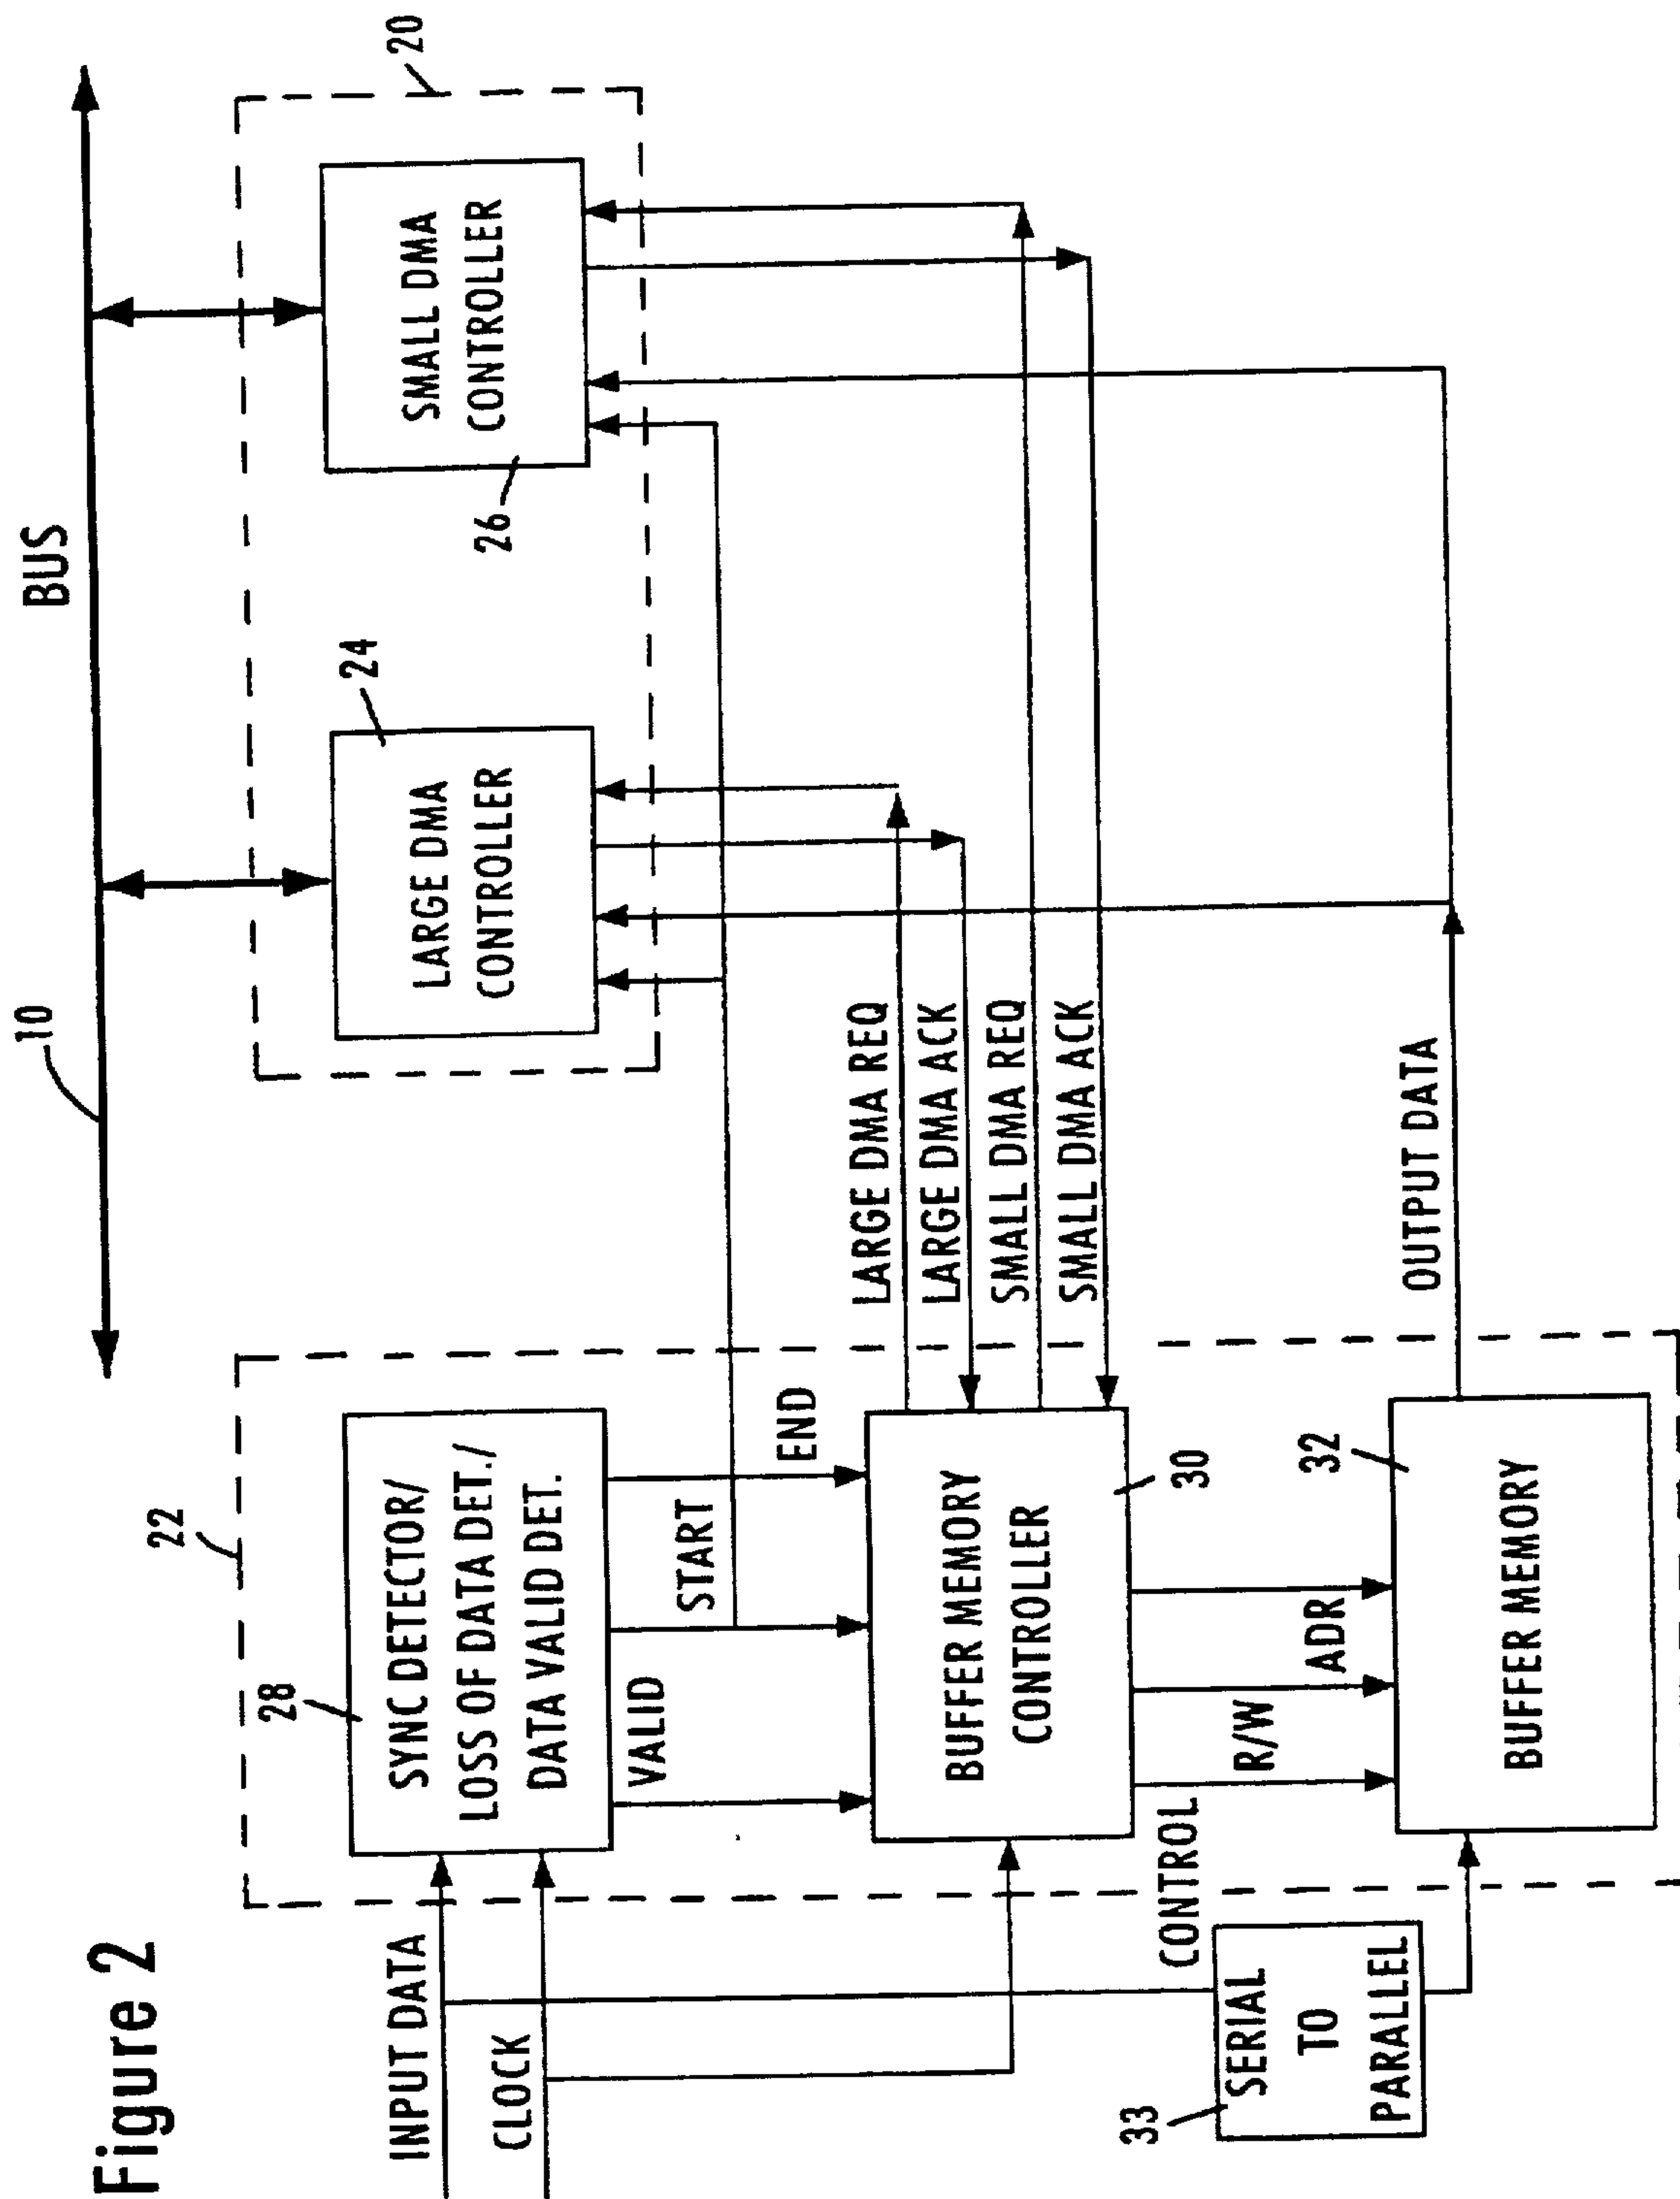 Figure 2
BUS
10
20
22
24
26
28
LARGE DMA
CONTROLLER
SMALL DMA
CONTROLLER
INPUT DATA
CLOCK
SYNC DETECTOR/
LOSS OF DATA DET./
DATA VALID DET.
VALID
START
END
LARGE DMA REQ
LARGE DMA ACK
SMALL DMA REQ
SMALL DMA ACK
BUFFER MEMORY
CONTROLLER
30
CONTROL
R/W
ADR
32
OUTPUT DATA
33
SERIAL
TO
PARALLEL
BUFFER MEMORY